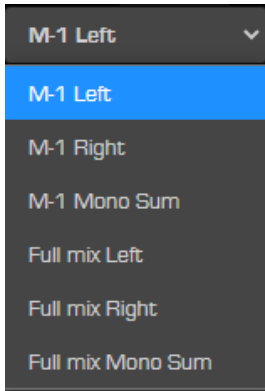 M-1 Left
M-1 Left
M-1 Right
M-1 Mono Sum
Full mix Left
Full mix Right
Full mix Mono Sum